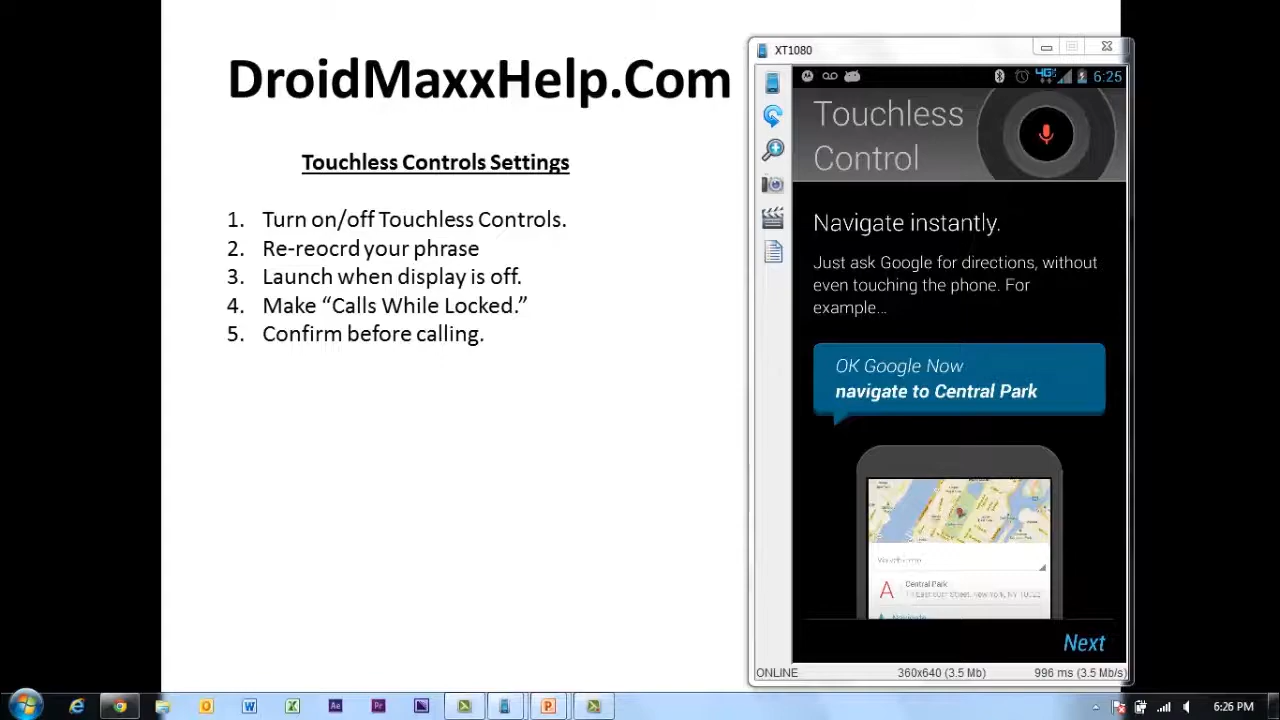 DroidMaxxHelp.Com
Touchless Controls Settings
1. Turn on/off Touchless Controls.
2. Re-reocrd your phrase
3. Launch when display is off.
4. Make “Calls While Locked.”
5. Confirm before calling.
XT1080
4G 6:25
Touchless
Control
Navigate instantly.
Just ask Google for directions, without
even touching the phone. For
example...
OK Google Now
navigate to Central Park
A Central Park
Navigate
Next
ONLINE 360x640 (3.5 Mb) 996 ms (3.5 Mb/s)
6:26 PM